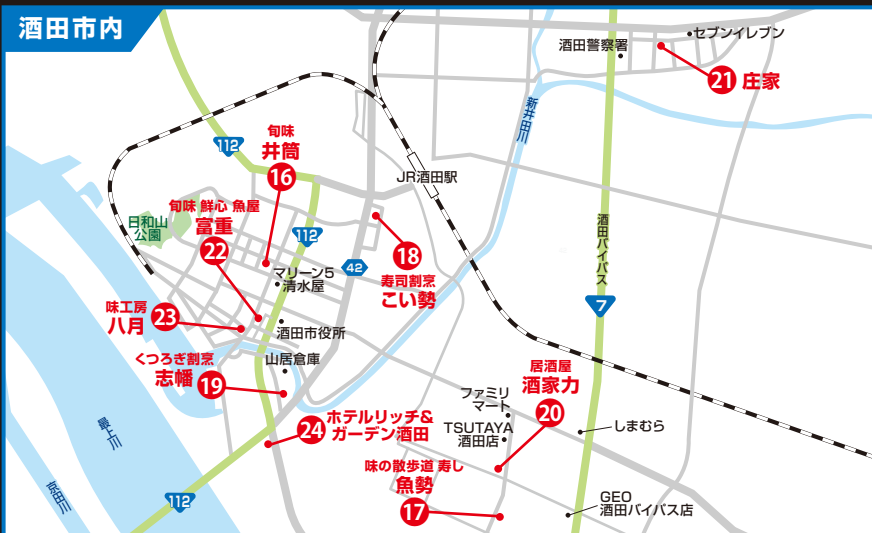 酒田市内
セブンイレブン
酒田警察署
21 庄家
新井田川
112
旬味
井筒
16
JR酒田駅
旬味 鮮心 魚屋
富重
22
日和山
公園
112
18
寿司割烹
こい勢
42
酒田バイパス
7
マリーン5
清水屋
味工房
八月
23
酒田市役所
山居倉庫
くつろぎ割烹
志幡
19
居酒屋
酒家力
20
ファミリ
マート
TSUTAYA
酒田店
しまむら
24
ホテルリッチ&
ガーデン酒田
味の散歩道 寿し
魚勢
17
GEO
酒田バイパス店
最上川
京田川
112